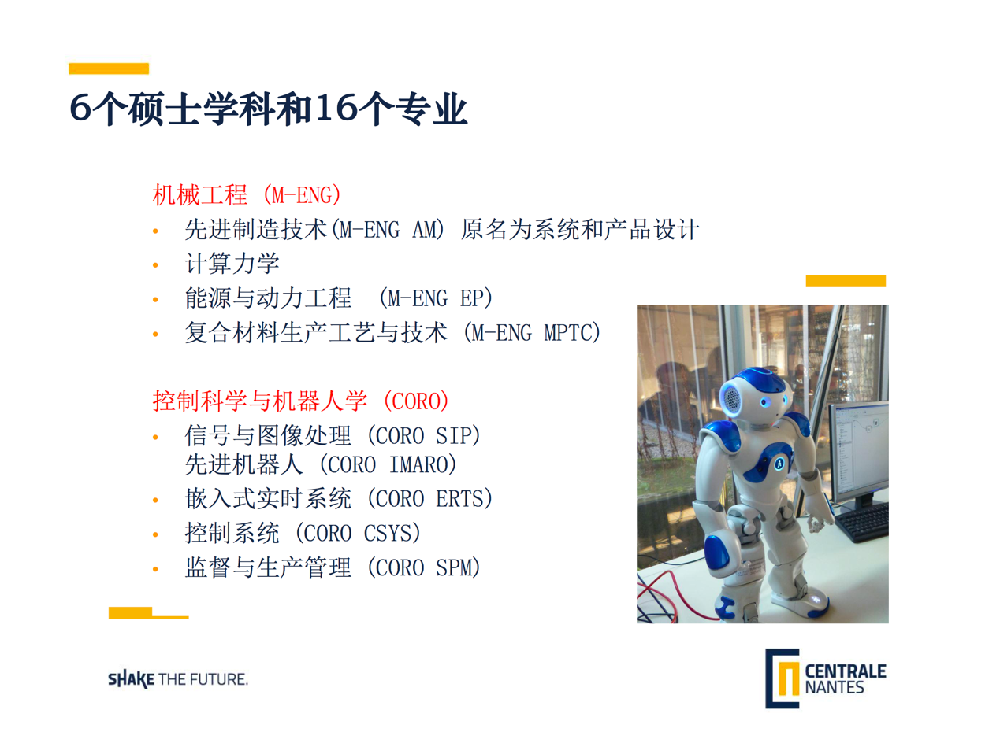 6个硕士学科和16个专业
机械工程 (M-ENG)
• 先进制造技术(M-ENG AM) 原名为系统和产品设计
• 计算力学
• 能源与动力工程 (M-ENG EP)
• 复合材料生产工艺与技术 (M-ENG MPTC)
控制科学与机器人学 (CORO)
• 信号与图像处理 (CORO SIP)
先进机器人 (CORO IMARO)
• 嵌入式实时系统 (CORO ERTS)
• 控制系统 (CORO CSYS)
• 监督与生产管理 (CORO SPM)
SHAKE THE FUTURE.
CENTRALE
NANTES